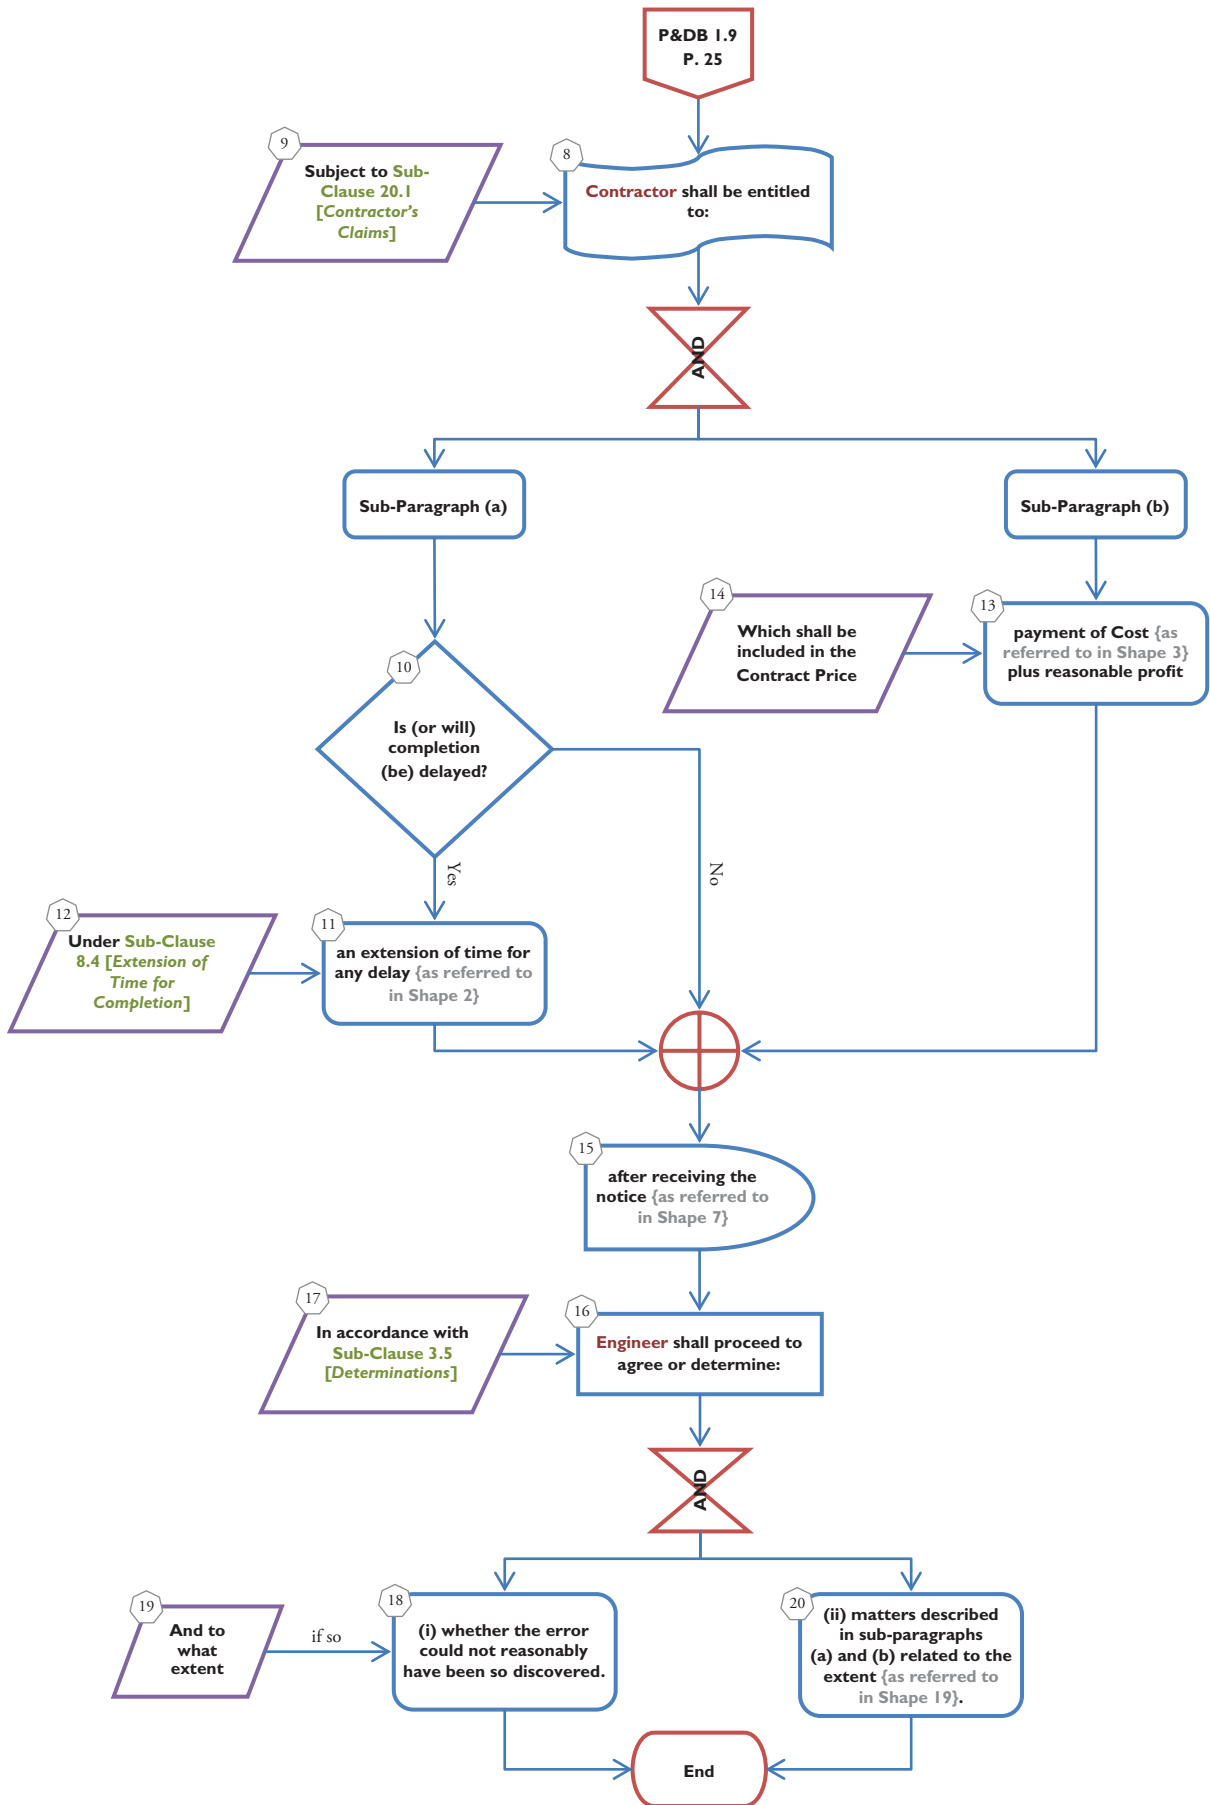 P&DB 1.9
P. 25
9
Subject to Sub-
Clause 20.1
[Contractor's
Claims]
8
Contractor shall be entitled
to:
AND
Sub-Paragraph (a)
Sub-Paragraph (b)
10
Is (or will)
completion
(be) delayed?
14
Which shall be
included in the
Contract Price
13
payment of Cost {as
referred to in Shape 3}
plus reasonable profit
Yes
No
12
Under Sub-Clause
8.4 [Extension of
Time for
Completion]
11
an extension of time for
any delay {as referred to
in Shape 2}
15
after receiving the
notice {as referred to
in Shape 7}
17
In accordance with
Sub-Clause 3.5
[Determinations]
16
Engineer shall proceed to
agree or determine:
AND
19
And to
what
extent
if so
18
(i) whether the error
could not reasonably
have been so discovered.
20
(ii) matters described
in sub-paragraphs
(a) and (b) related to the
extent {as referred to
in Shape 19}.
End